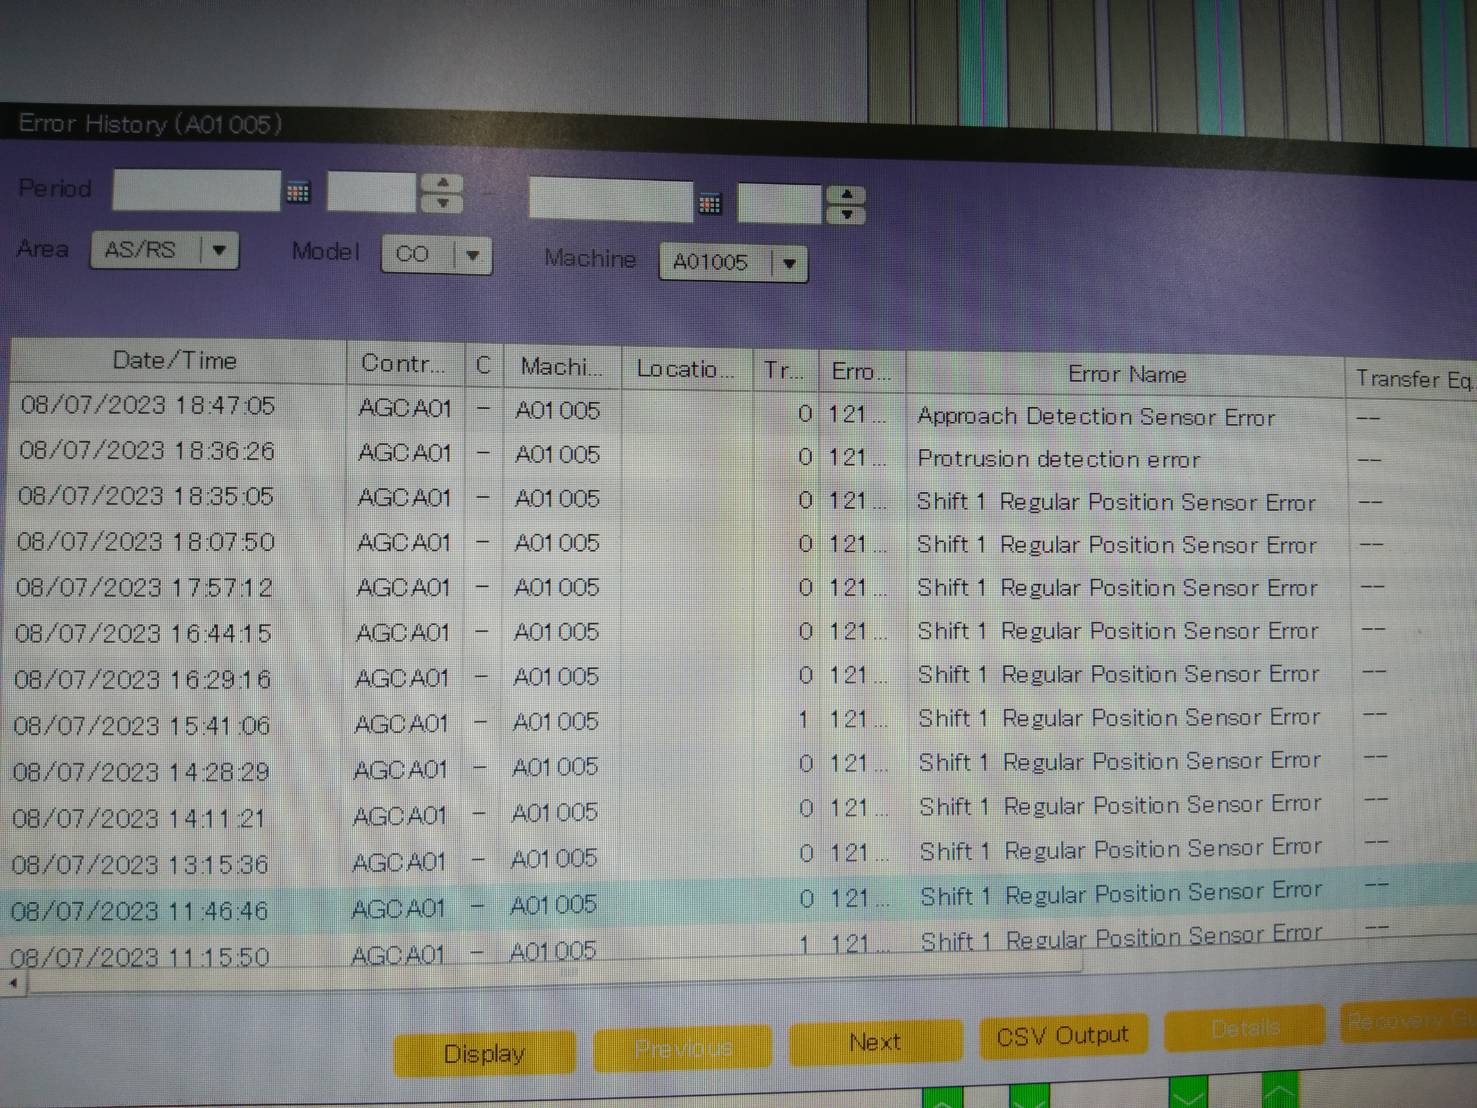 Error History (A01005)
Period
Area AS/RS Model CO Machine A01005
Date/Time Contr... C Machi... Locatio... Tr... Erro... Error Name Transfer Eq
08/07/2023 18:47:05 AGCA01 - A01005 0 121... Approach Detection Sensor Error --
08/07/2023 18:36:26 AGCA01 - A01005 0 121... Protrusion detection error --
08/07/2023 18:35:05 AGCA01 - A01005 0 121... Shift 1 Regular Position Sensor Error --
08/07/2023 18:07:50 AGCA01 - A01005 0 121... Shift 1 Regular Position Sensor Error --
08/07/2023 17:57:12 AGCA01 - A01005 0 121... Shift 1 Regular Position Sensor Error --
08/07/2023 16:44:15 AGCA01 - A01005 0 121... Shift 1 Regular Position Sensor Error --
08/07/2023 16:29:16 AGCA01 - A01005 0 121... Shift 1 Regular Position Sensor Error --
08/07/2023 15:41:06 AGCA01 - A01005 1 121... Shift 1 Regular Position Sensor Error --
08/07/2023 14:28:29 AGCA01 - A01005 0 121... Shift 1 Regular Position Sensor Error --
08/07/2023 14:11:21 AGCA01 - A01005 0 121... Shift 1 Regular Position Sensor Error --
08/07/2023 13:15:36 AGCA01 - A01005 0 121... Shift 1 Regular Position Sensor Error --
08/07/2023 11:46:46 AGCA01 - A01005 0 121... Shift 1 Regular Position Sensor Error --
08/07/2023 11:15:50 AGCA01 - A01005 1 121... Shift 1 Regular Position Sensor Error --
Display Previous Next CSV Output Details Recovery